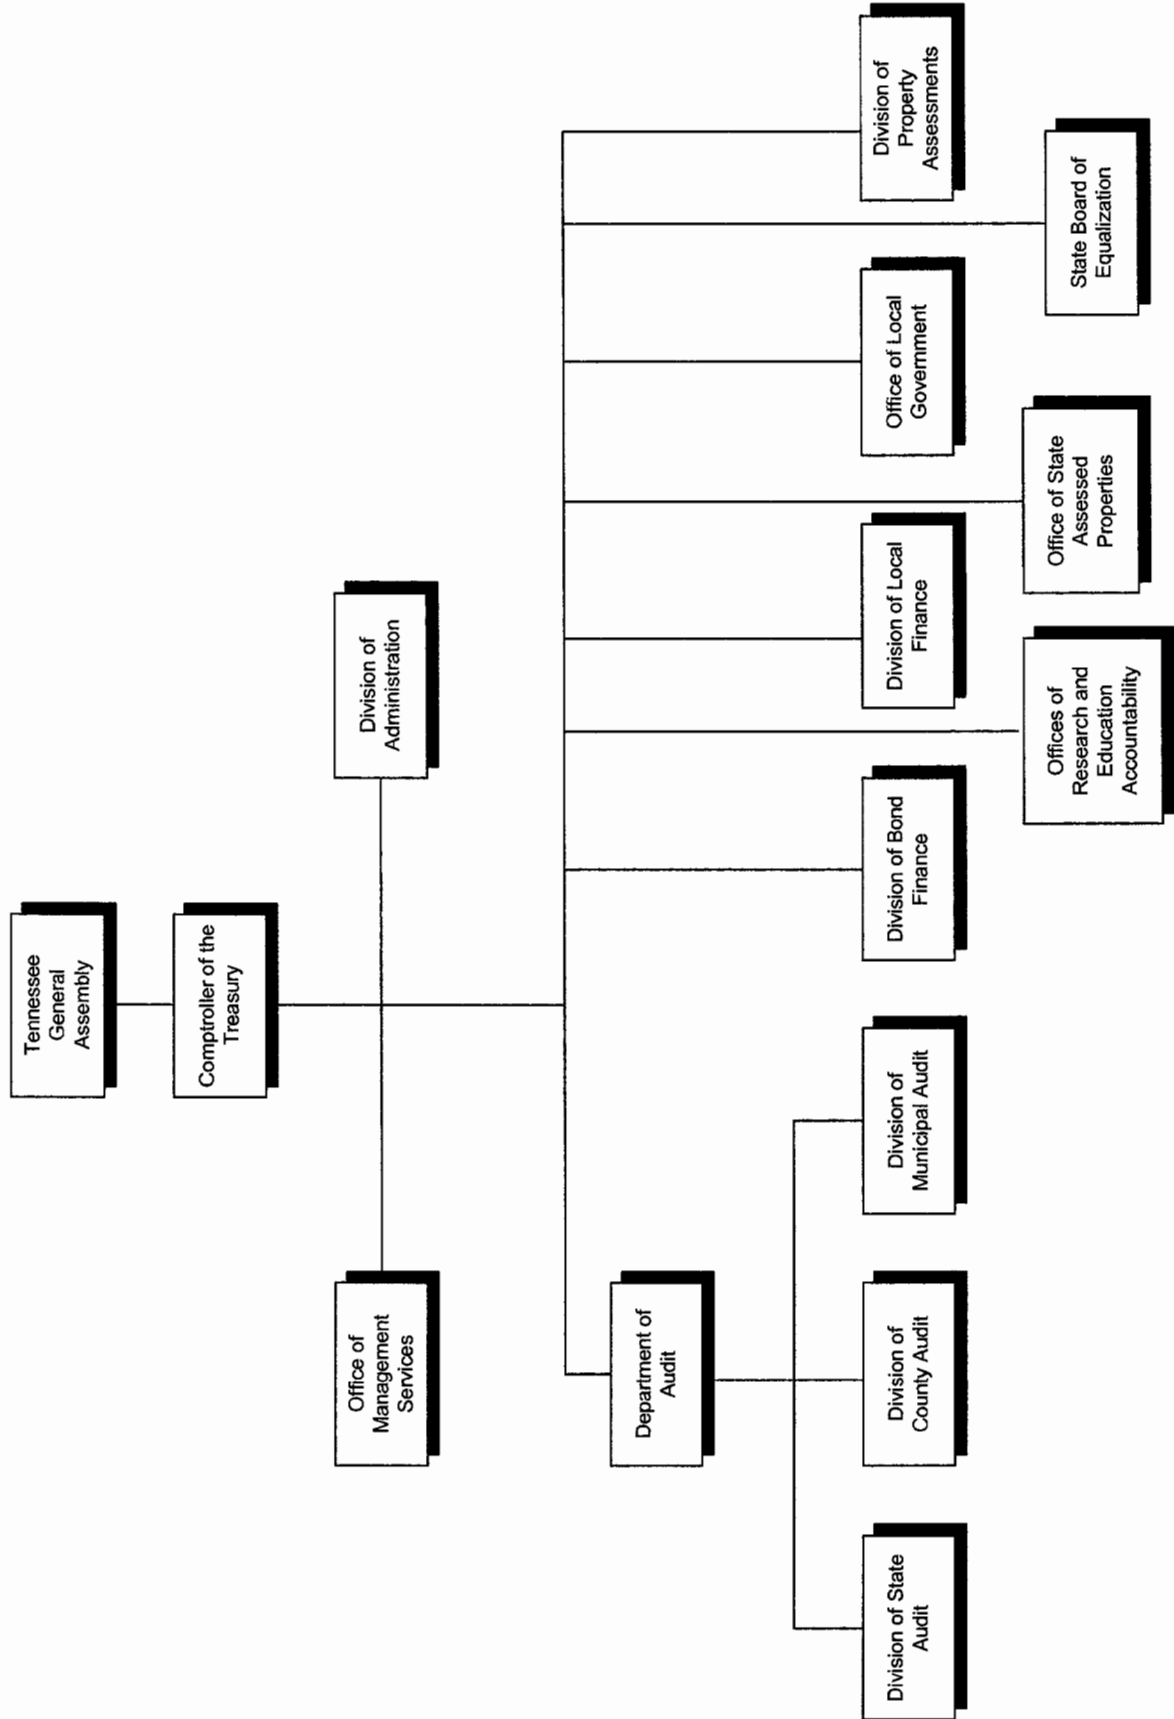 Tennessee
General
Assembly
Comptroller of the
Treasury
Office of
Management
Services
Division of
Administration
Department of
Audit
Division of State
Audit
Division of
County Audit
Division of
Municipal Audit
Division of Bond
Finance
Division of Local
Finance
Office of Local
Government
Division of
Property
Assessments
Offices of
Research and
Education
Accountability
Office of State
Assessed
Properties
State Board of
Equalization